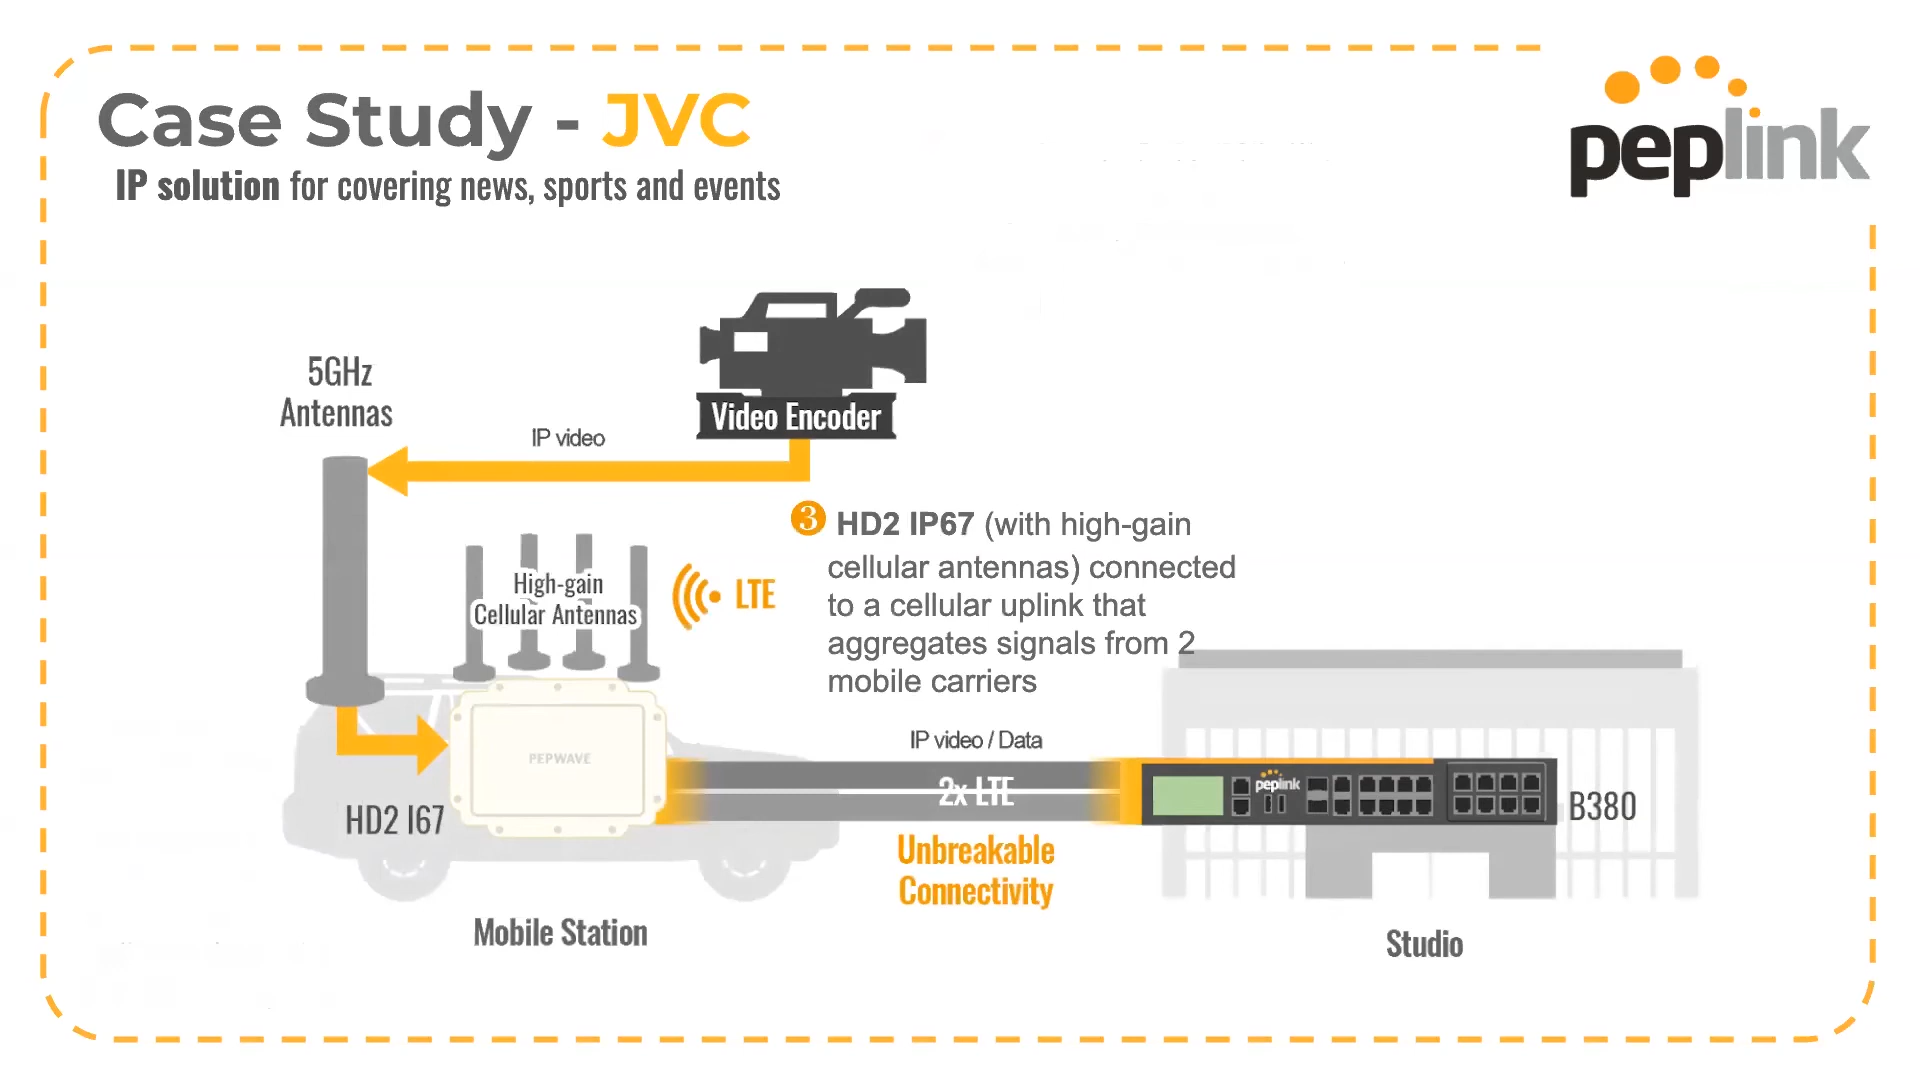 Case Study - JVC
IP solution for covering news, sports and events
peplink
5GHz
Antennas
Video Encoder
IP video
High-gain
Cellular Antennas
LTE
3 HD2 IP67 (with high-gain
cellular antennas) connected
to a cellular uplink that
aggregates signals from 2
mobile carriers
PEPWAVE
HD2 I67
IP video / Data
2x LTE
Unbreakable
Connectivity
peplink
B380
Mobile Station
Studio